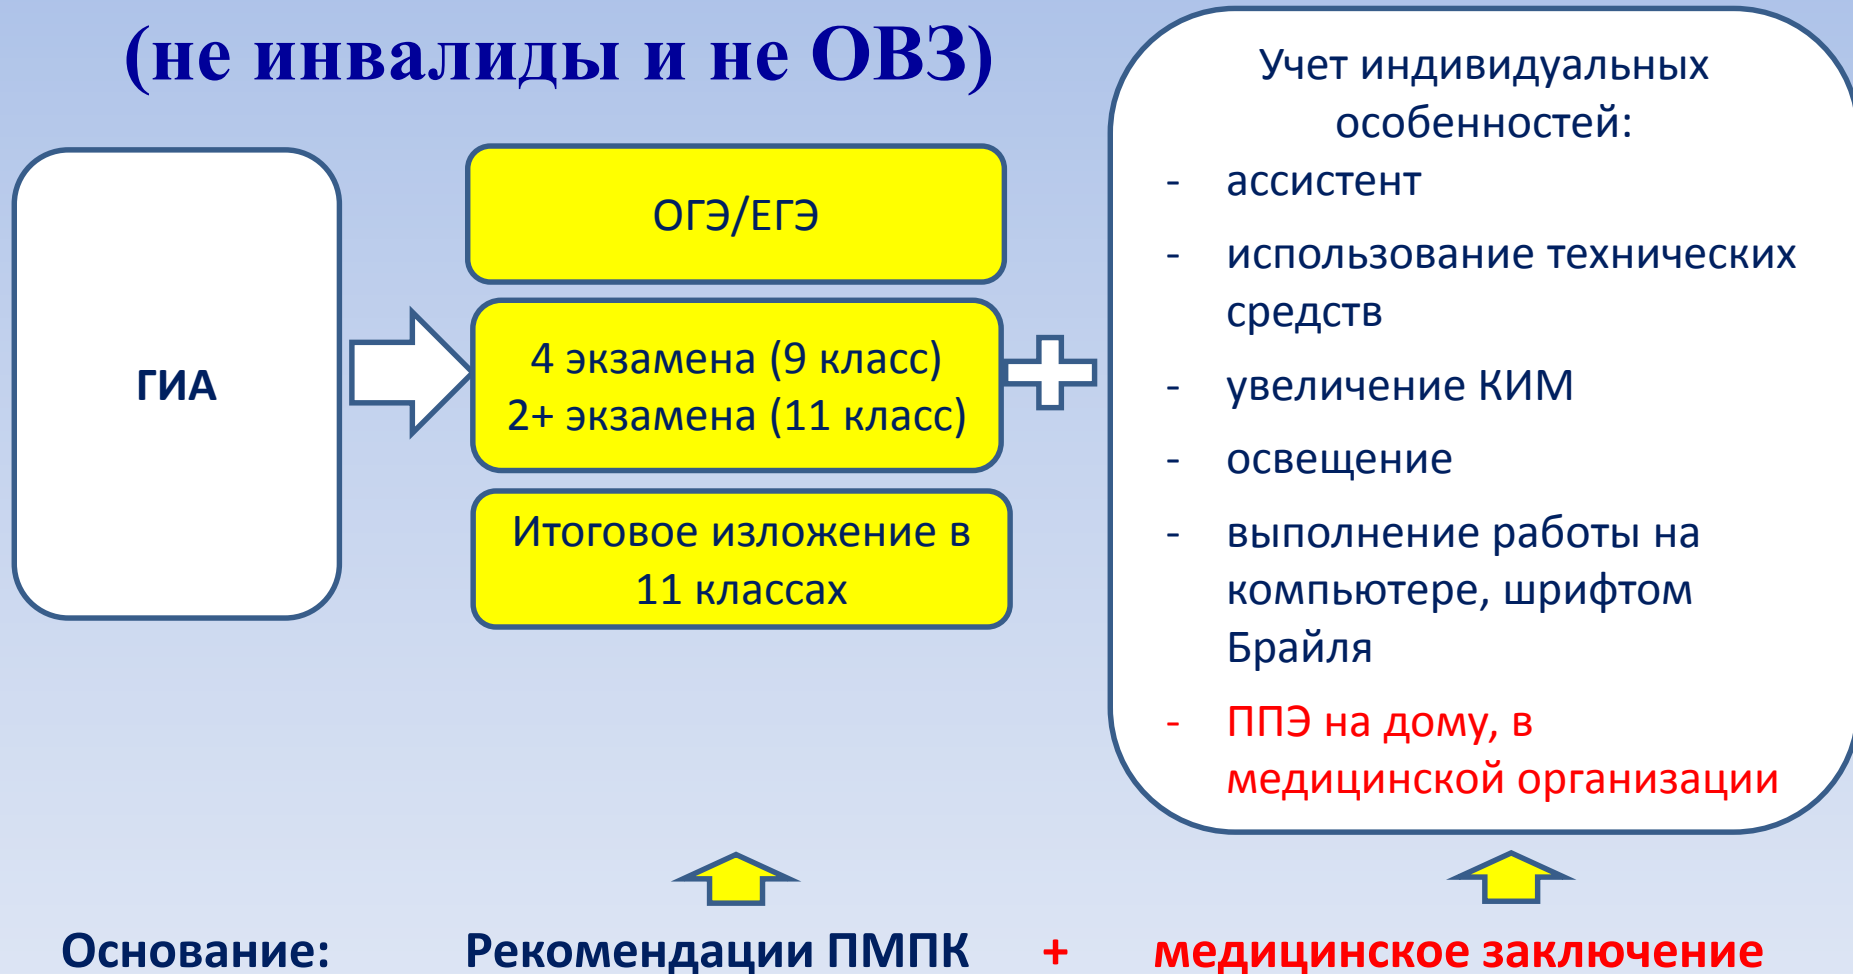 (не инвалиды и не ОВЗ)
ГИА
ОГЭ/ЕГЭ
4 экзамена (9 класс)
2+ экзамена (11 класс)
Итоговое изложение в
11 классах
Учет индивидуальных
особенностей:
- ассистент
- использование технических
средств
- увеличение КИМ
- освещение
- выполнение работы на
компьютере, шрифтом
Брайля
- ППЭ на дому, в
медицинской организации
Основание: Рекомендации ПМПК + медицинское заключение